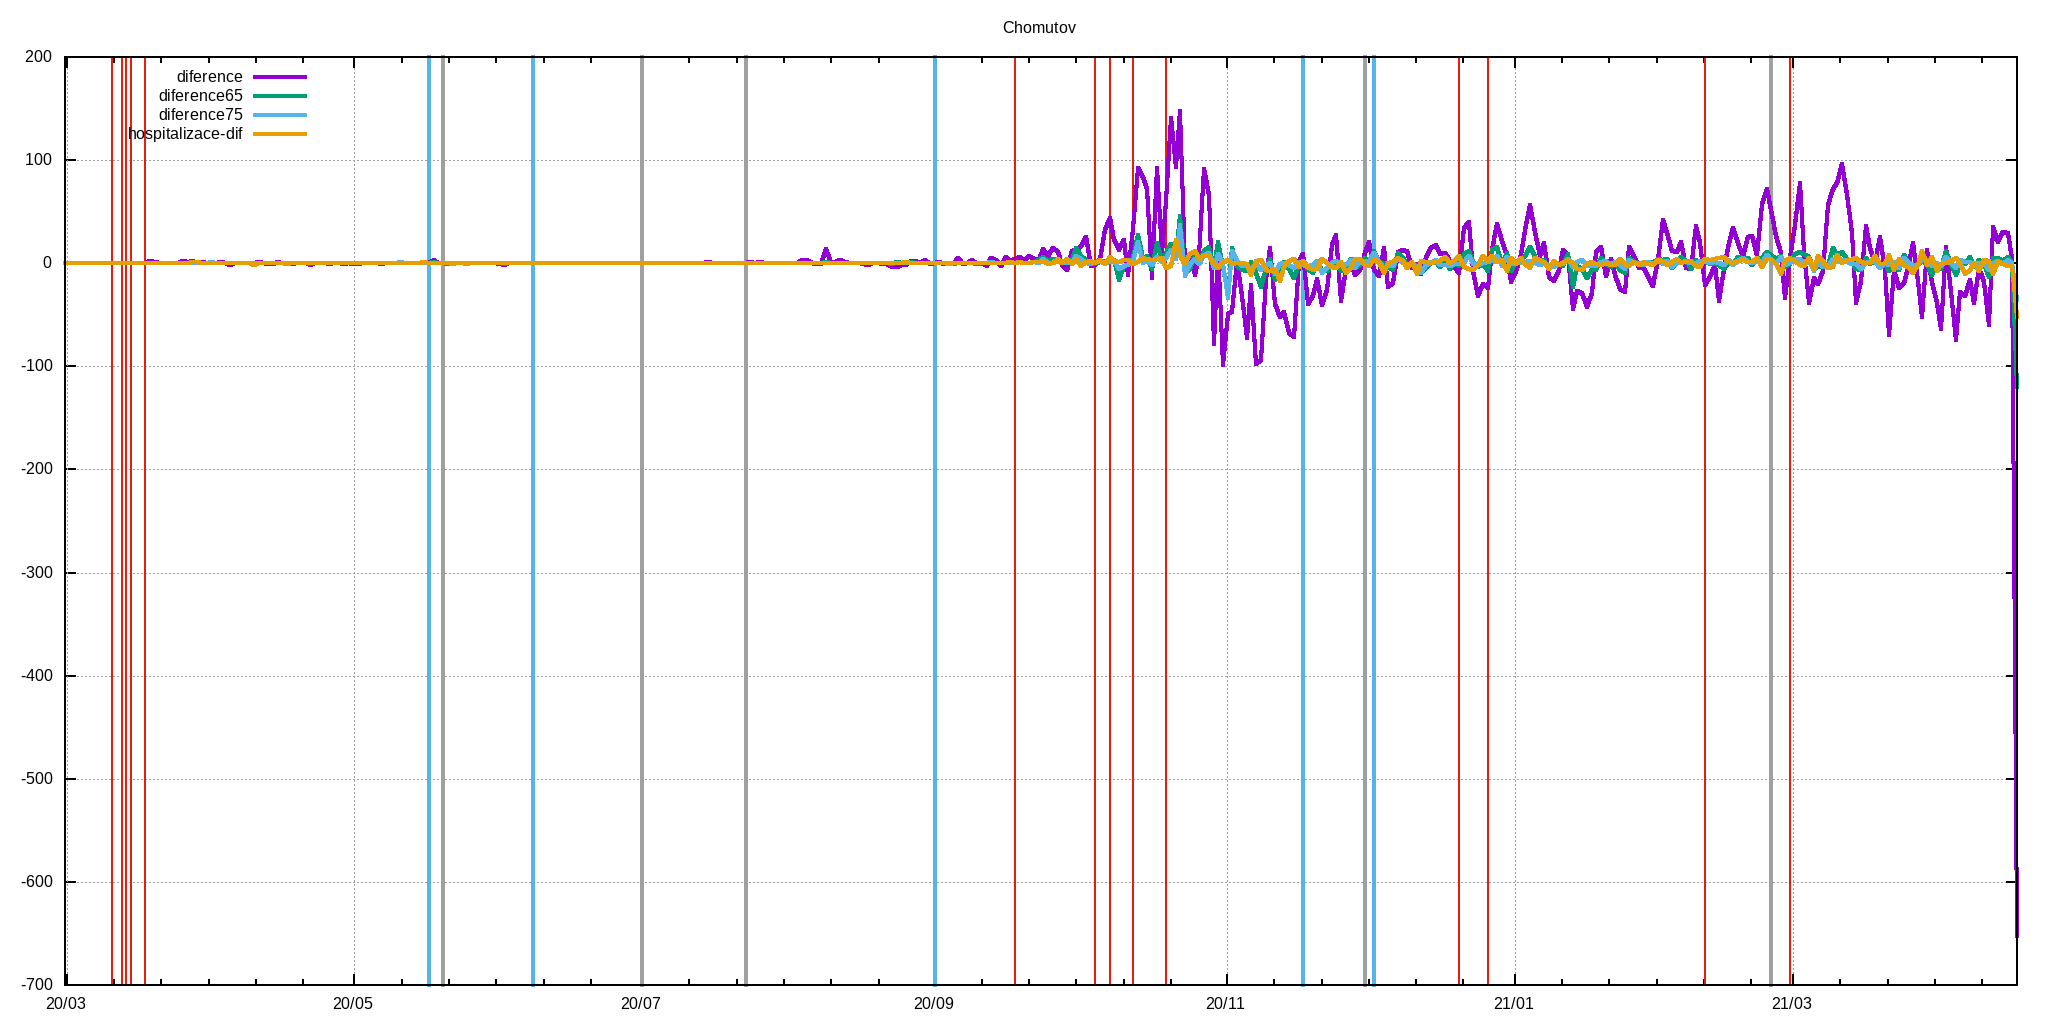 Chomutov
200
diference
diference65
diference75
hospitalizace-dif
100
0
-100
-200
-300
-400
-500
-600
-700
20/03 20/05 20/07 20/09 20/11 21/01 21/03